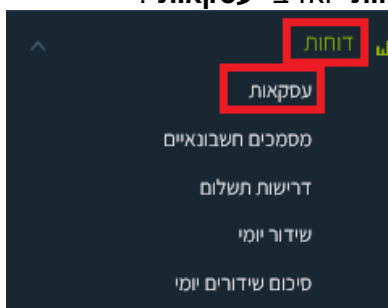 דוחות
עסקאות
מסמכים חשבונאיים
דרישות תשלום
שידור יומי
סיכום שידורים יומי